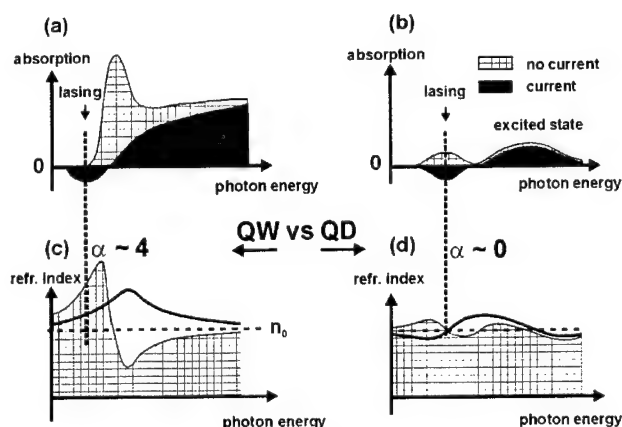 (a)
absorption
lasing
0
photon energy
(b)
absorption
no current
current
lasing
excited state
0
photon energy
QW vs QD
(c)
α ~ 4
refr. index
n₀
photon energy
(d)
α ~ 0
refr. index
photon energy